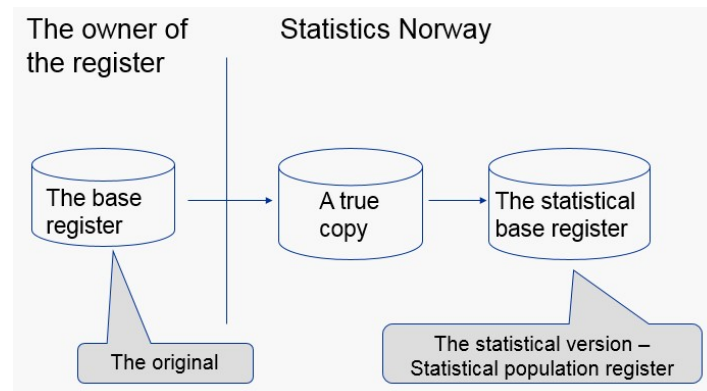 The owner of
the register
Statistics Norway
The base
register
A true
copy
The statistical
base register
The original
The statistical version –
Statistical population register